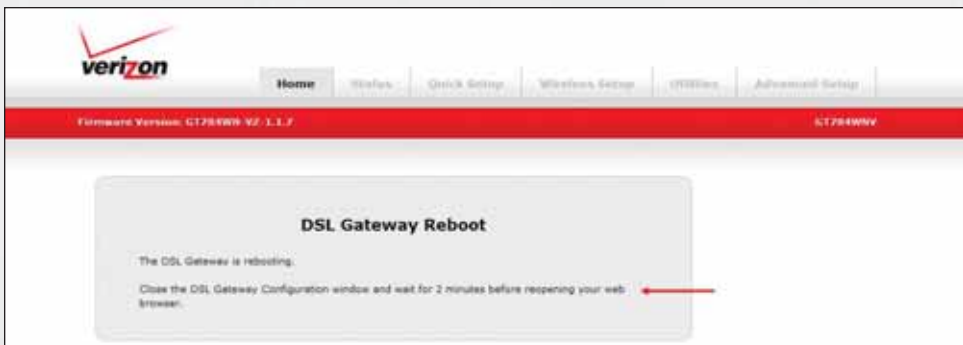 verizon
Home Status Quick Setup Wireless Setup Utilities Advanced Setup
Firmware Version: GT784WN VZ-1.1.7 GT784WNV
DSL Gateway Reboot
The DSL Gateway is rebooting.
Close the DSL Gateway Configuration window and wait for 2 minutes before reopening your web
browser.